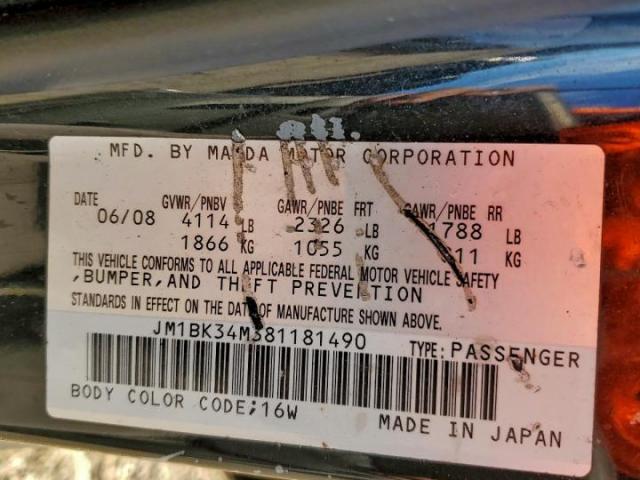 MFD. BY MAZDA MOTOR CORPORATION
DATE GVWR/PNBV GAWR/PNBE FRT GAWR/PNBE RR
06/08 4114 LB 2326 LB 1788 LB
1866 KG 1055 KG 811 KG
THIS VEHICLE CONFORMS TO ALL APPLICABLE FEDERAL MOTOR VEHICLE SAFETY
,BUMPER,AND THEFT PREVENTION
STANDARDS IN EFFECT ON THE DATE OF MANUFACTURE SHOWN ABOVE.
JM1BK34M381181490 TYPE: PASSENGER
BODY COLOR CODE;16W MADE IN JAPAN